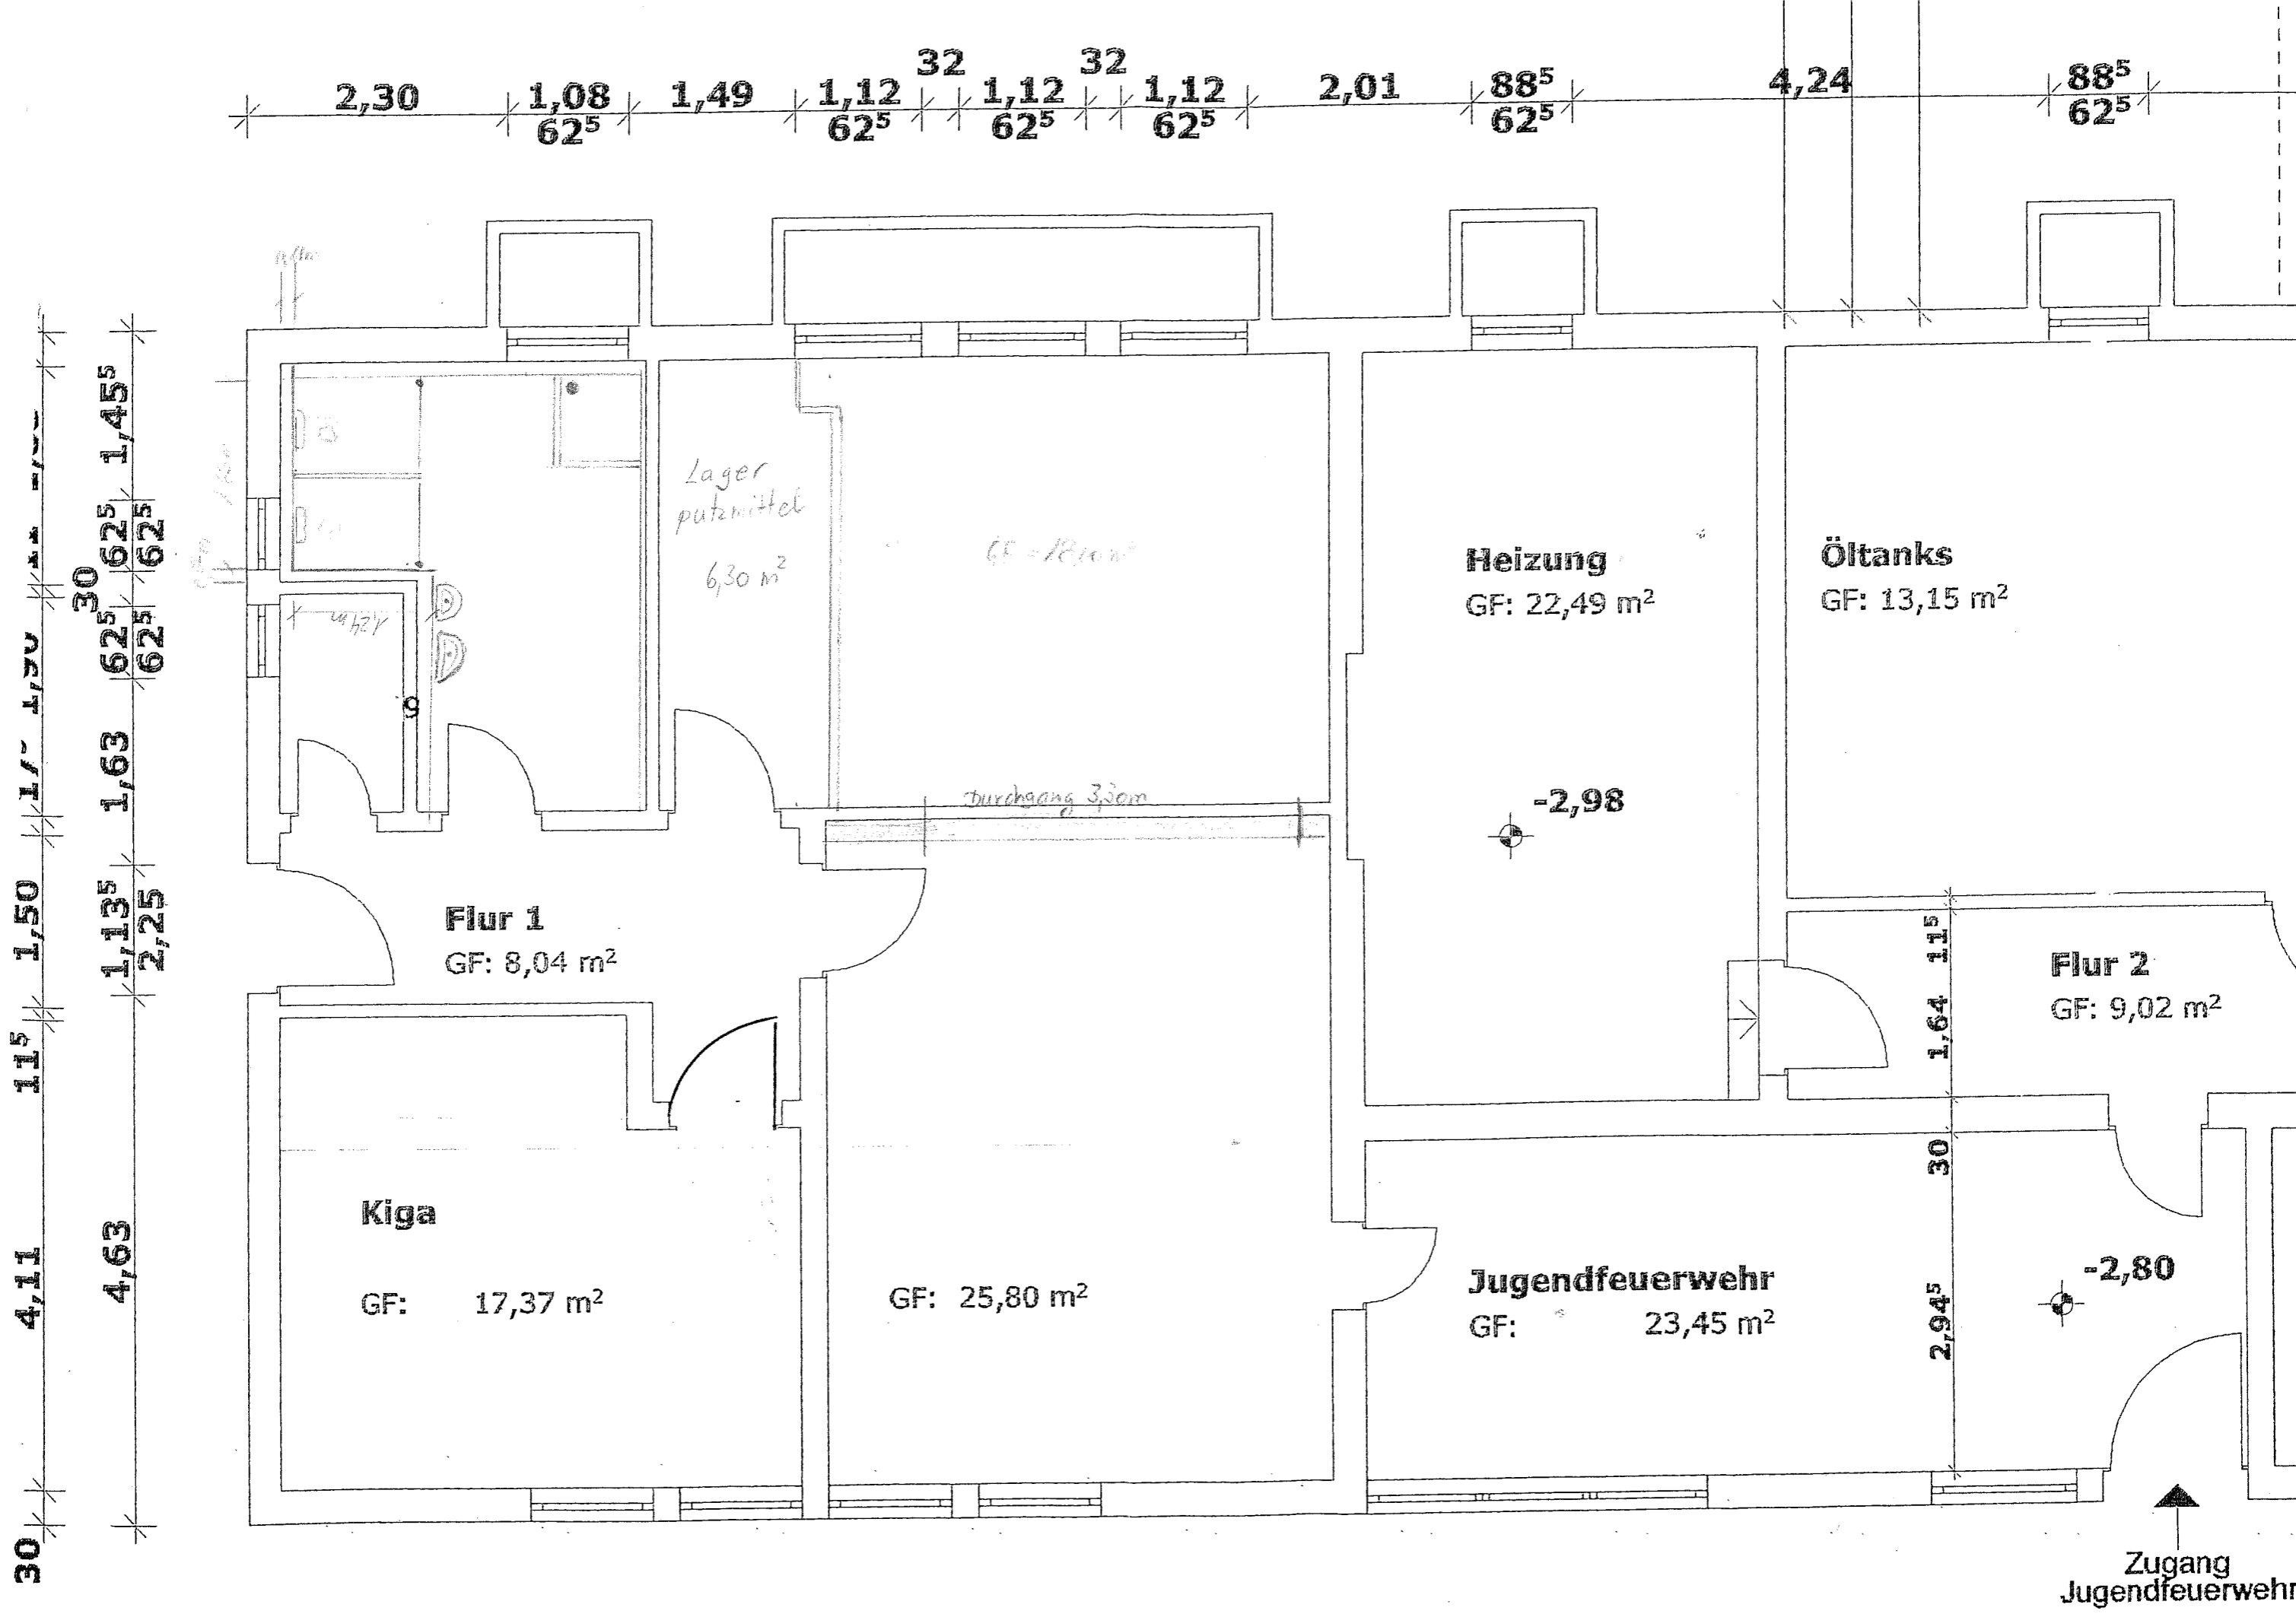 32 32
2,30 1,08 1,49 1,12 1,12 1,12 2,01 88⁵ 4,24 88⁵
62⁵ 62⁵ 62⁵ 62⁵ 62⁵ 62⁵
1,45⁵
62⁵
62⁵
30
62⁵
62⁵
1,63
1,50
1,13⁵
2,25
11⁵
4,11
4,63
30
Lager
putzmittel
6,30 m²
1,24m
Heizung
GF: 22,49 m²
-2,98
Öltanks
GF: 13,15 m²
Durchgang 3,30m
Flur 1
GF: 8,04 m²
Flur 2
GF: 9,02 m²
11⁵
1,64
30
2,94⁵
Kiga
GF: 17,37 m²
GF: 25,80 m²
Jugendfeuerwehr
GF: 23,45 m²
-2,80
Zugang
Jugendfeuerwehr